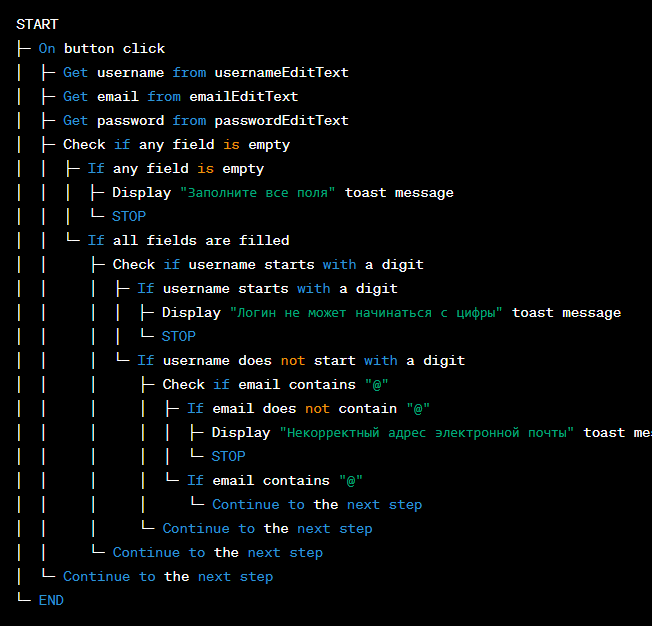 START
├─ On button click
│  ├─ Get username from usernameEditText
│  ├─ Get email from emailEditText
│  ├─ Get password from passwordEditText
│  ├─ Check if any field is empty
│  │  ├─ If any field is empty
│  │  │  ├─ Display "Заполните все поля" toast message
│  │  │  └─ STOP
│  │  └─ If all fields are filled
│  │     ├─ Check if username starts with a digit
│  │     │  ├─ If username starts with a digit
│  │     │  │  ├─ Display "Логин не может начинаться с цифры" toast message
│  │     │  │  └─ STOP
│  │     │  └─ If username does not start with a digit
│  │     │     ├─ Check if email contains "@"
│  │     │     │  ├─ If email does not contain "@"
│  │     │     │  │  ├─ Display "Некорректный адрес электронной почты" toast mes
│  │     │     │  │  └─ STOP
│  │     │     │  └─ If email contains "@"
│  │     │     │     └─ Continue to the next step
│  │     │     └─ Continue to the next step
│  │     └─ Continue to the next step
│  └─ Continue to the next step
└─ END